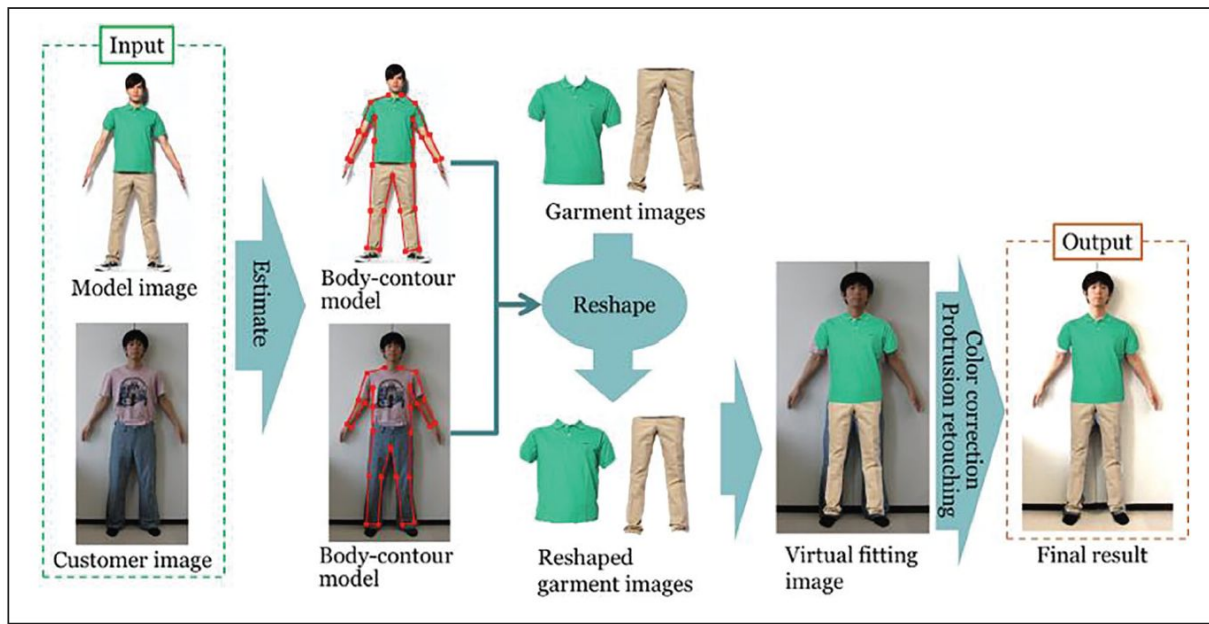 Input
Model image
Customer image
Estimate
Body-contour
model
Body-contour
model
Garment images
Reshape
Reshaped
garment images
Virtual fitting
image
Color correction
Protrusion retouching
Output
Final result